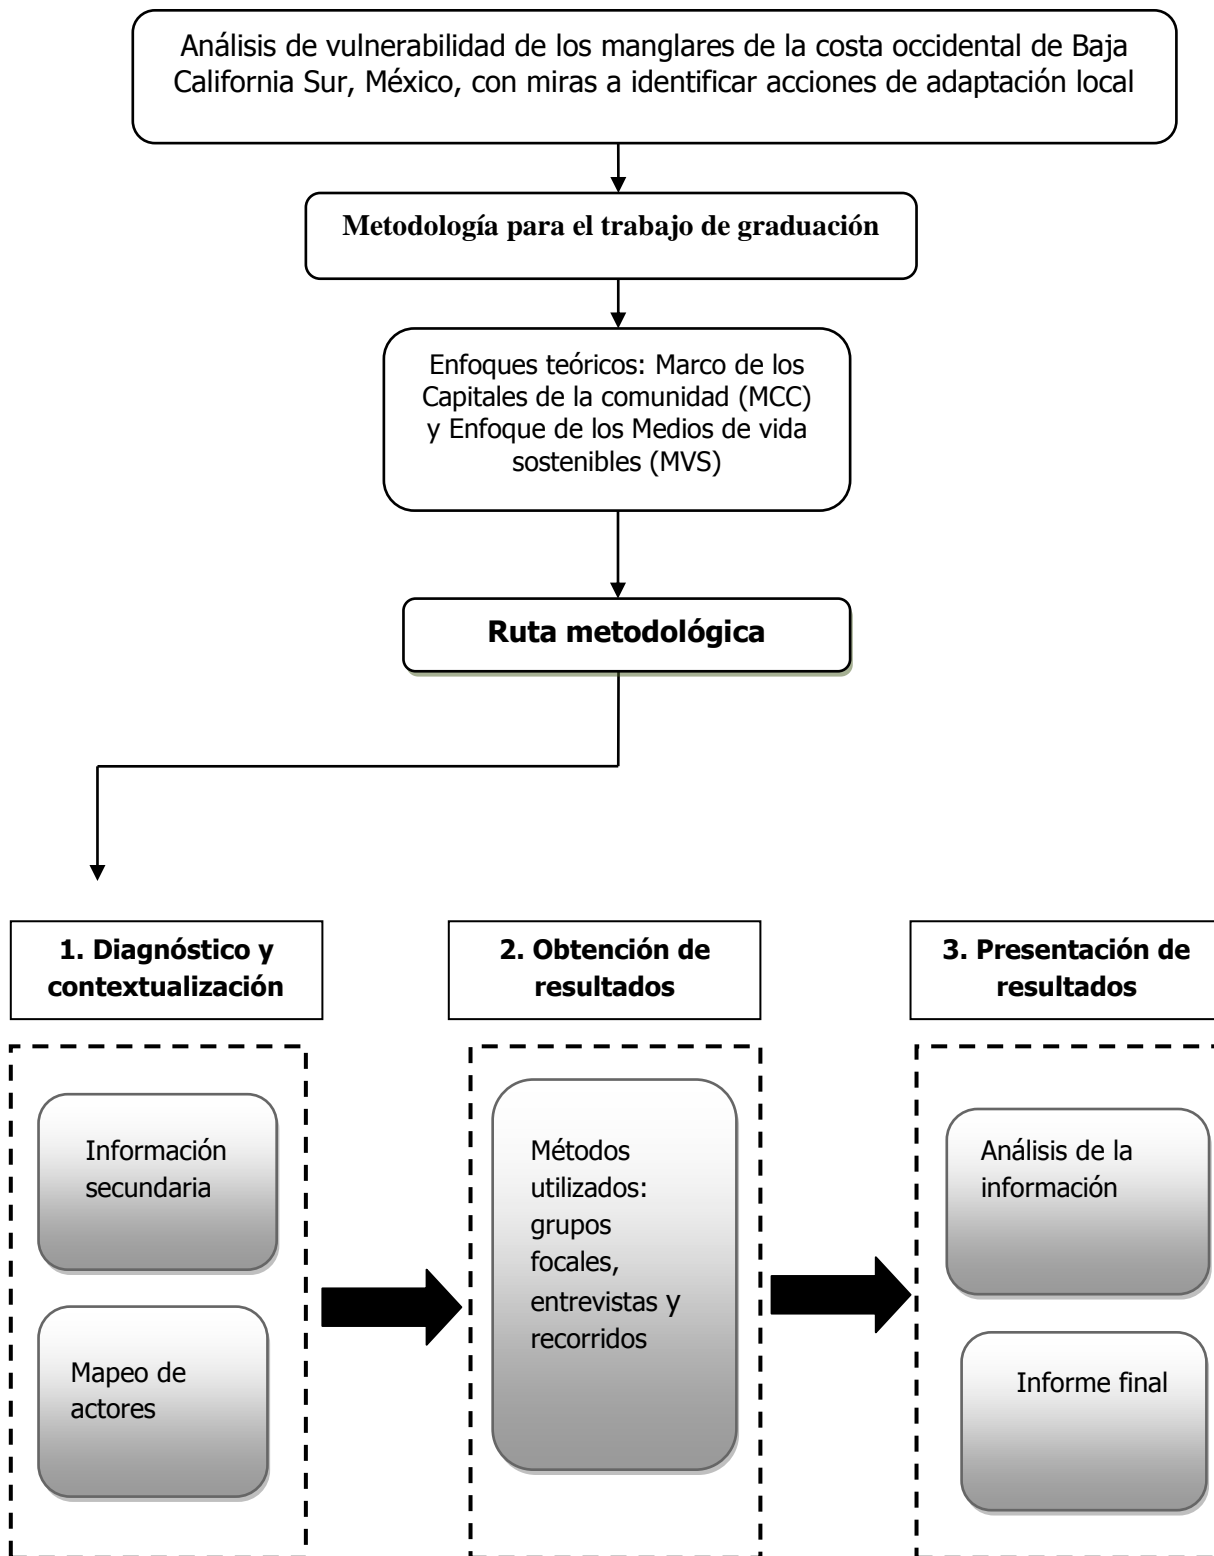 Análisis de vulnerabilidad de los manglares de la costa occidental de Baja
California Sur, México, con miras a identificar acciones de adaptación local
Metodología para el trabajo de graduación
Enfoques teóricos: Marco de los
Capitales de la comunidad (MCC)
y Enfoque de los Medios de vida
sostenibles (MVS)
Ruta metodológica
1. Diagnóstico y
contextualización
2. Obtención de
resultados
3. Presentación de
resultados
Información
secundaria
Mapeo de
actores
Métodos
utilizados:
grupos
focales,
entrevistas y
recorridos
Análisis de la
información
Informe final